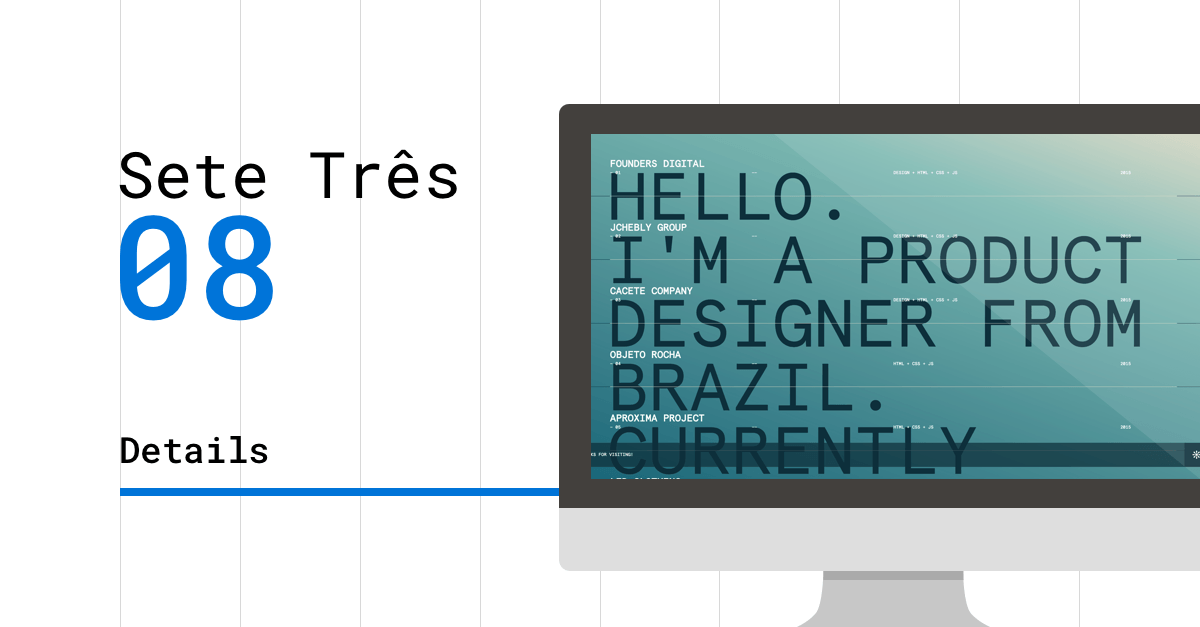 Sete Três
08
Details
FOUNDERS DIGITAL
01 DESIGN + HTML + CSS + JS 2015
HELLO.
JCHEBLY GROUP
02 DESIGN + HTML + CSS + JS 2015
I'M A PRODUCT
CACETE COMPANY
03 DESIGN + HTML + CSS + JS 2015
DESIGNER FROM
OBJETO ROCHA
04 HTML + CSS + JS 2015
BRAZIL.
APROXIMA PROJECT
05 HTML + CSS + JS 2015
CURRENTLY
FOR VISITING!